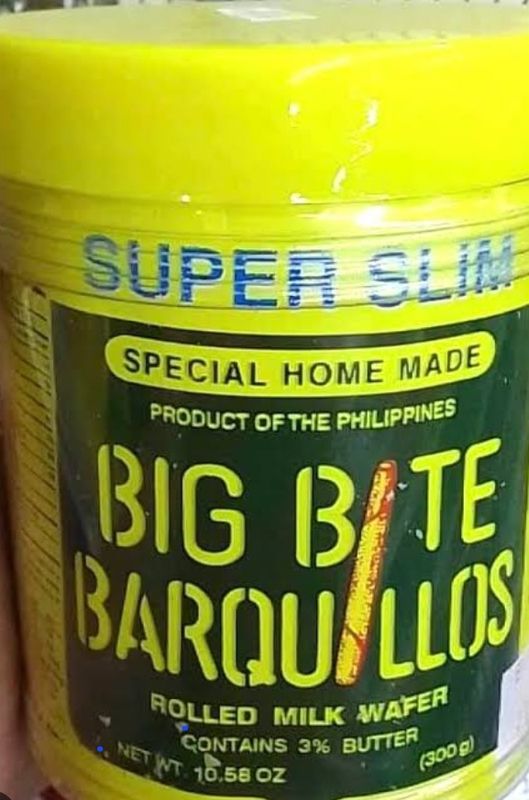 SUPER SLIM
SPECIAL HOME MADE
PRODUCT OF THE PHILIPPINES
BIG BITE
BARQUILLOS
ROLLED MILK WAFER
CONTAINS 3% BUTTER
NET WT. 10.58 OZ (300 g)